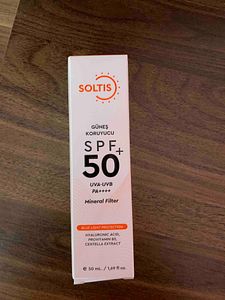 SOLTIS
GÜNEŞ
KORUYUCU
SPF
50+
UVA-UVB
PA++++
Mineral Filter
BLUE LIGHT PROTECTION
HYALURONIC ACID,
PROVITAMIN B5,
CENTELLA EXTRACT
℮ 50 mL / 1,69 fl.oz.